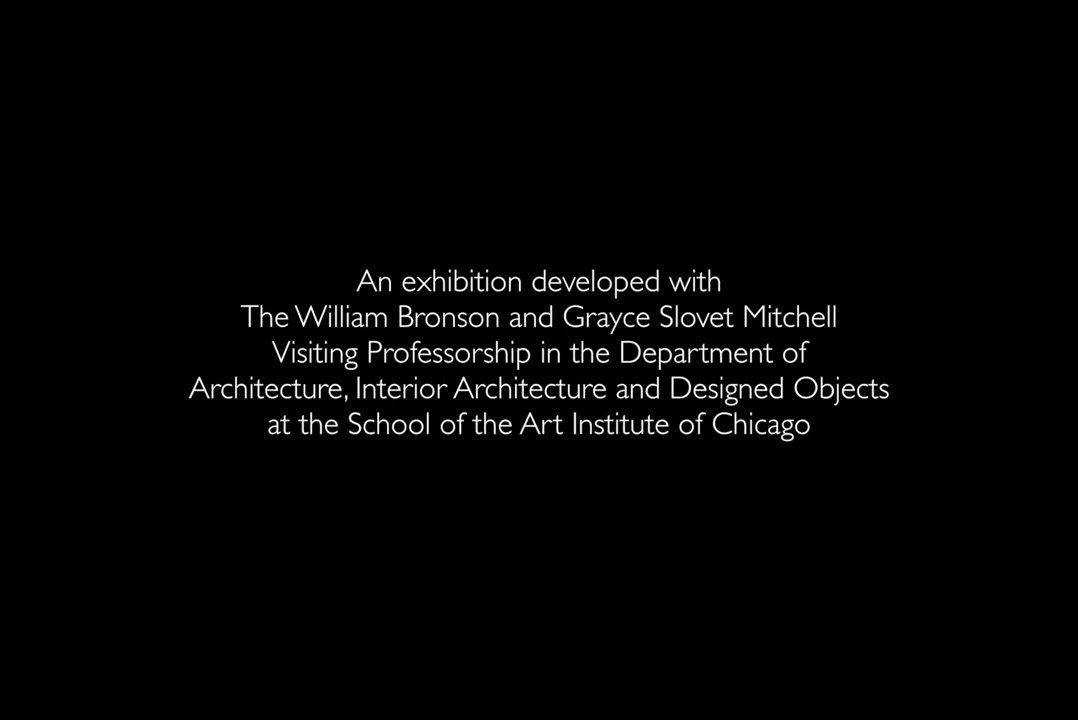 An exhibition developed with
The William Bronson and Grayce Slovet Mitchell
Visiting Professorship in the Department of
Architecture, Interior Architecture and Designed Objects
at the School of the Art Institute of Chicago